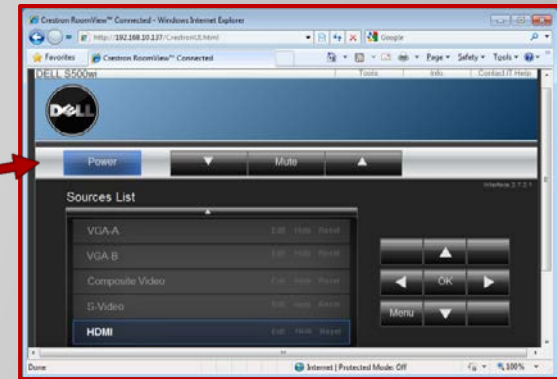 Crestron RoomView™ Connected - Windows Internet Explorer
http://192.168.10.137/CrestronUI.html
Google
Favorites Crestron RoomView™ Connected Page Safety Tools
DELL S500wi Tools Info Contact IT Help
DELL
Power Mute
Interface 2.7.2.1
Sources List
VGA-A Edit Hide Reset
VGA-B Edit Hide Reset
Composite Video Edit Hide Reset
OK
S-Video Edit Hide Reset
Menu
HDMI Edit Hide Reset
Done Internet | Protected Mode: Off 100%